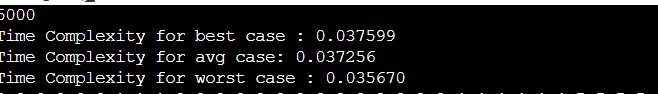 5000
Time Complexity for best case : 0.037599
Time Complexity for avg case: 0.037256
Time Complexity for worst case : 0.035670